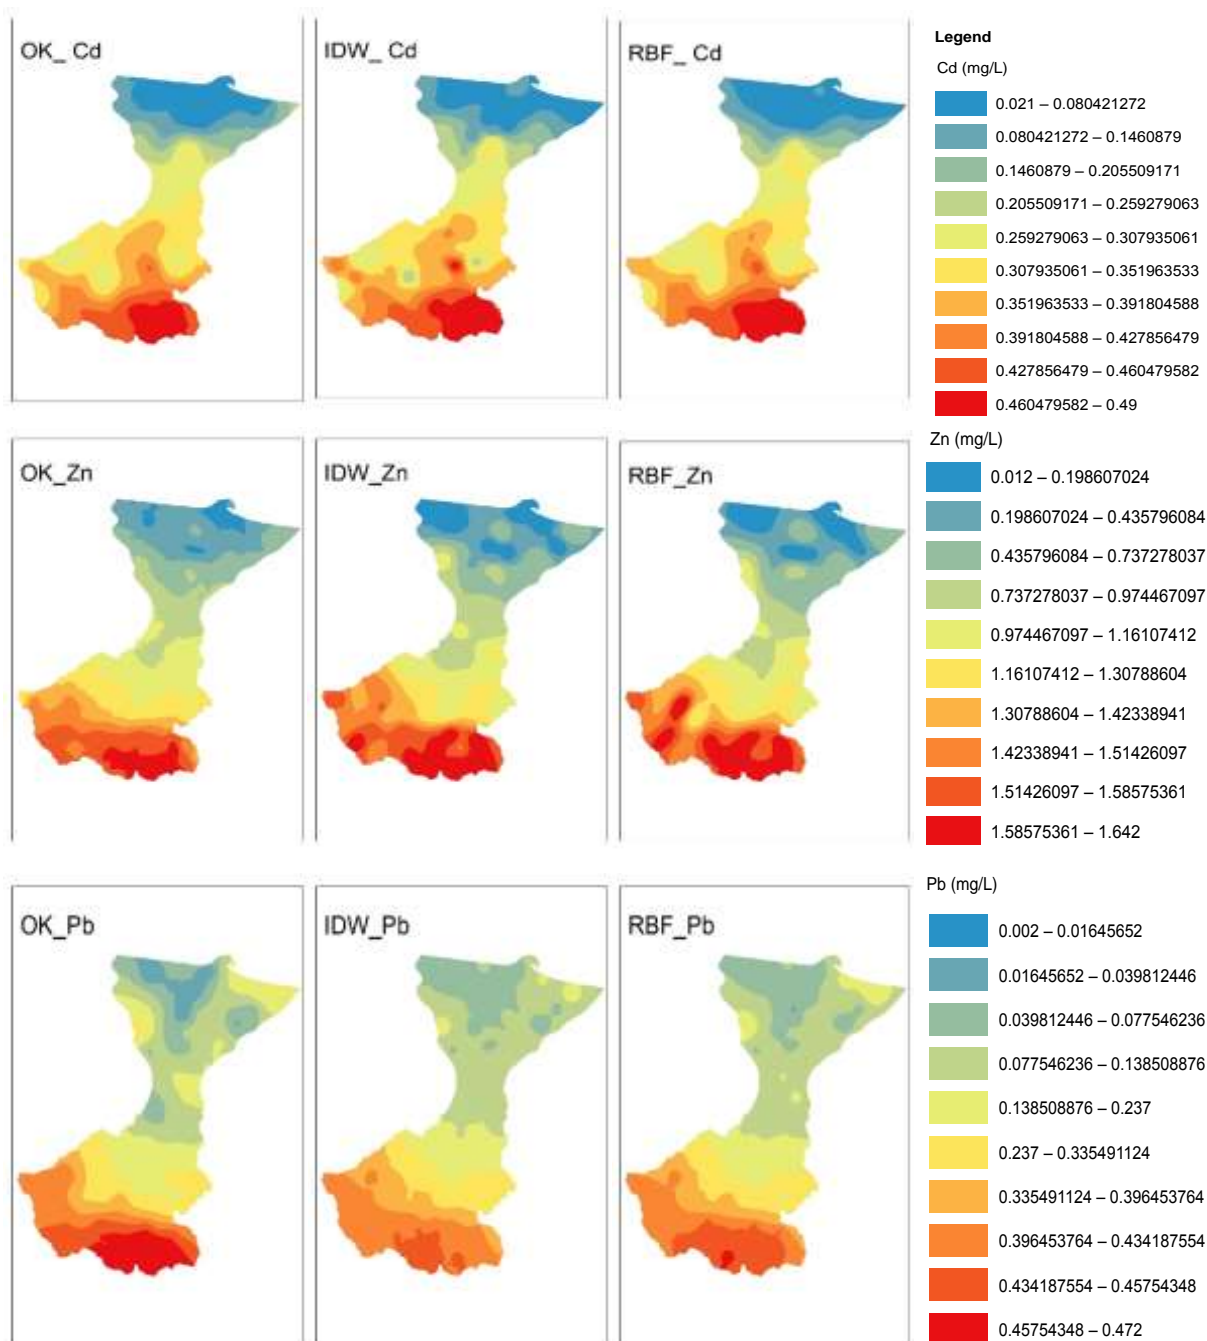 OK_ Cd
IDW_ Cd
RBF_ Cd
Legend
Cd (mg/L)
0.021 – 0.080421272
0.080421272 – 0.1460879
0.1460879 – 0.205509171
0.205509171 – 0.259279063
0.259279063 – 0.307935061
0.307935061 – 0.351963533
0.351963533 – 0.391804588
0.391804588 – 0.427856479
0.427856479 – 0.460479582
0.460479582 – 0.49
OK_Zn
IDW_Zn
RBF_Zn
Zn (mg/L)
0.012 – 0.198607024
0.198607024 – 0.435796084
0.435796084 – 0.737278037
0.737278037 – 0.974467097
0.974467097 – 1.16107412
1.16107412 – 1.30788604
1.30788604 – 1.42338941
1.42338941 – 1.51426097
1.51426097 – 1.58575361
1.58575361 – 1.642
OK_Pb
IDW_Pb
RBF_Pb
Pb (mg/L)
0.002 – 0.01645652
0.01645652 – 0.039812446
0.039812446 – 0.077546236
0.077546236 – 0.138508876
0.138508876 – 0.237
0.237 – 0.335491124
0.335491124 – 0.396453764
0.396453764 – 0.434187554
0.434187554 – 0.45754348
0.45754348 – 0.472